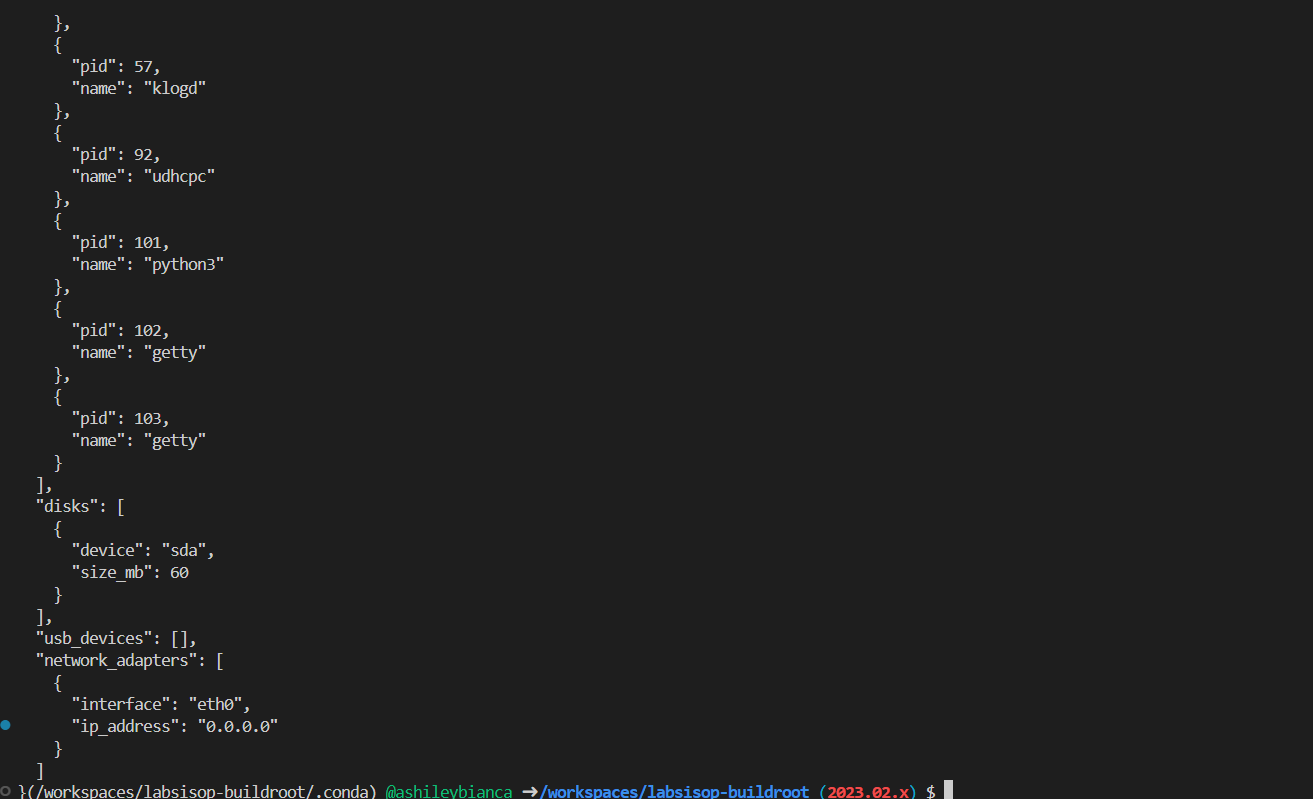 },
    {
      "pid": 57,
      "name": "klogd"
    },
    {
      "pid": 92,
      "name": "udhcpc"
    },
    {
      "pid": 101,
      "name": "python3"
    },
    {
      "pid": 102,
      "name": "getty"
    },
    {
      "pid": 103,
      "name": "getty"
    }
  ],
  "disks": [
    {
      "device": "sda",
      "size_mb": 60
    }
  ],
  "usb_devices": [],
  "network_adapters": [
    {
      "interface": "eth0",
      "ip_address": "0.0.0.0"
    }
  ]
}(/workspaces/labsisop-buildroot/.conda) @ashileybianca ➜/workspaces/labsisop-buildroot (2023.02.x) $